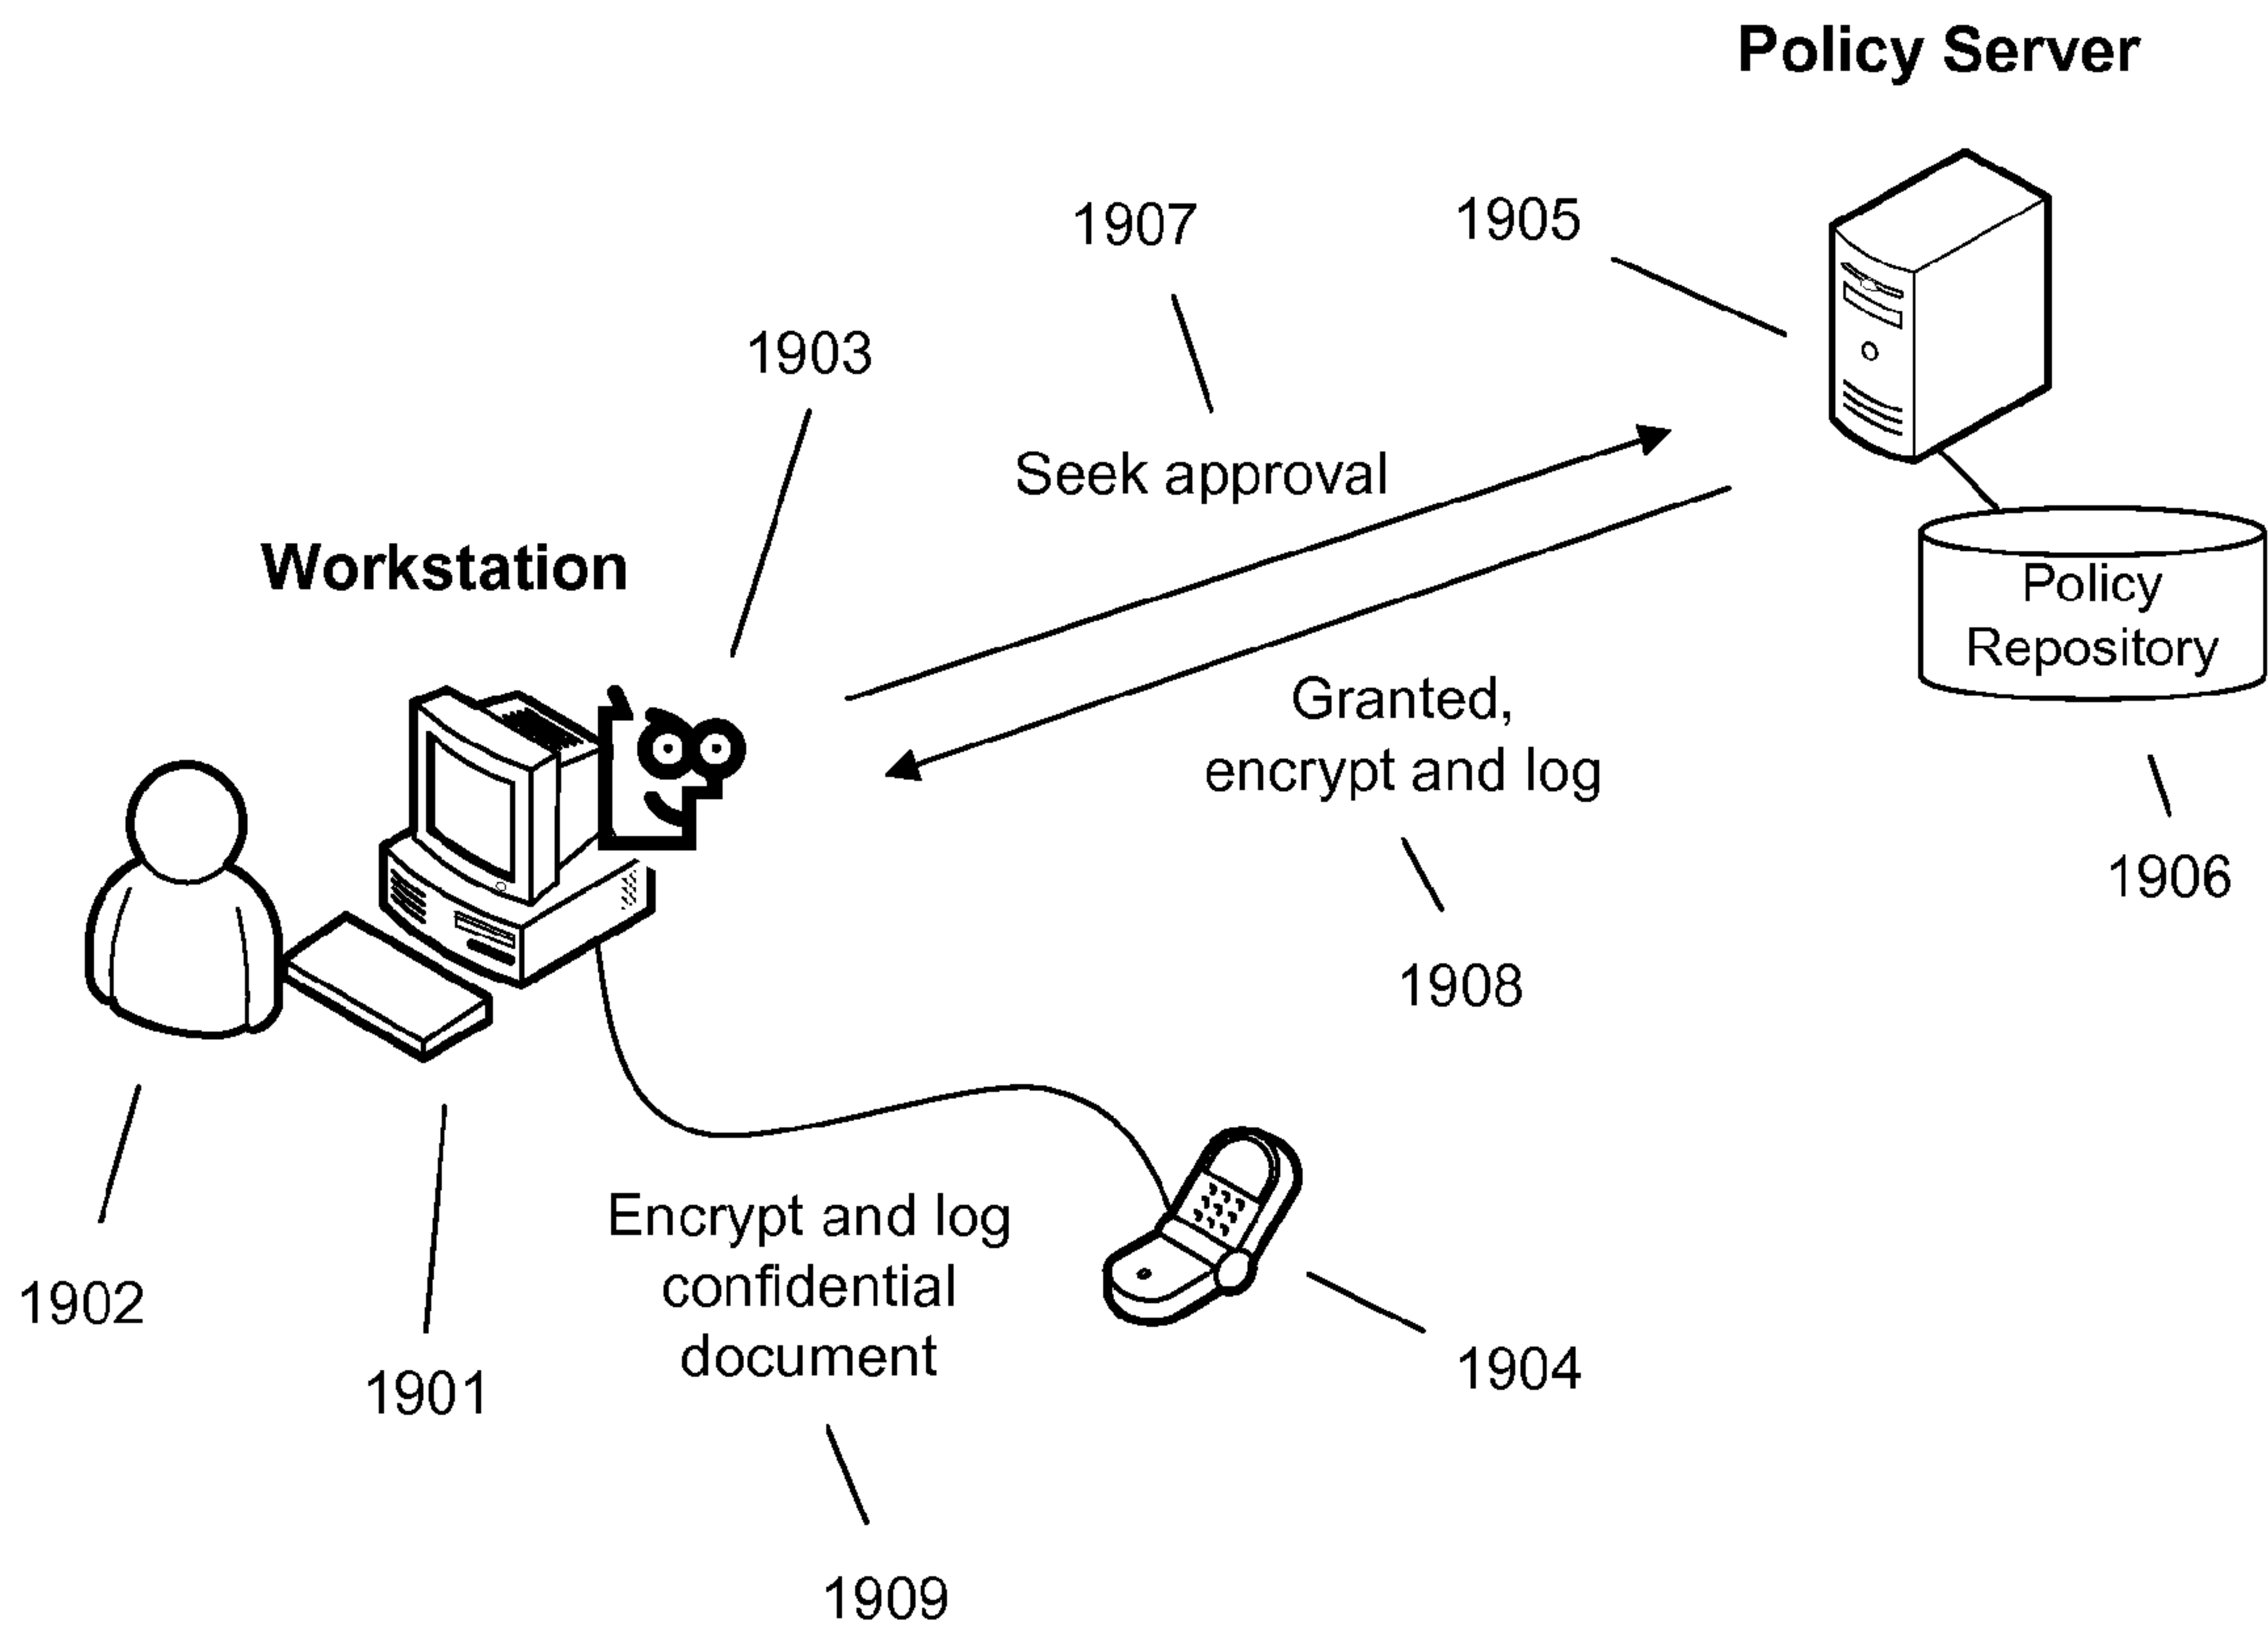 Policy Server
1907
1905
1903
Seek approval
Workstation
Policy
Repository
Granted,
encrypt and log
1906
1908
Encrypt and log
confidential
document
1902
1901
1904
1909